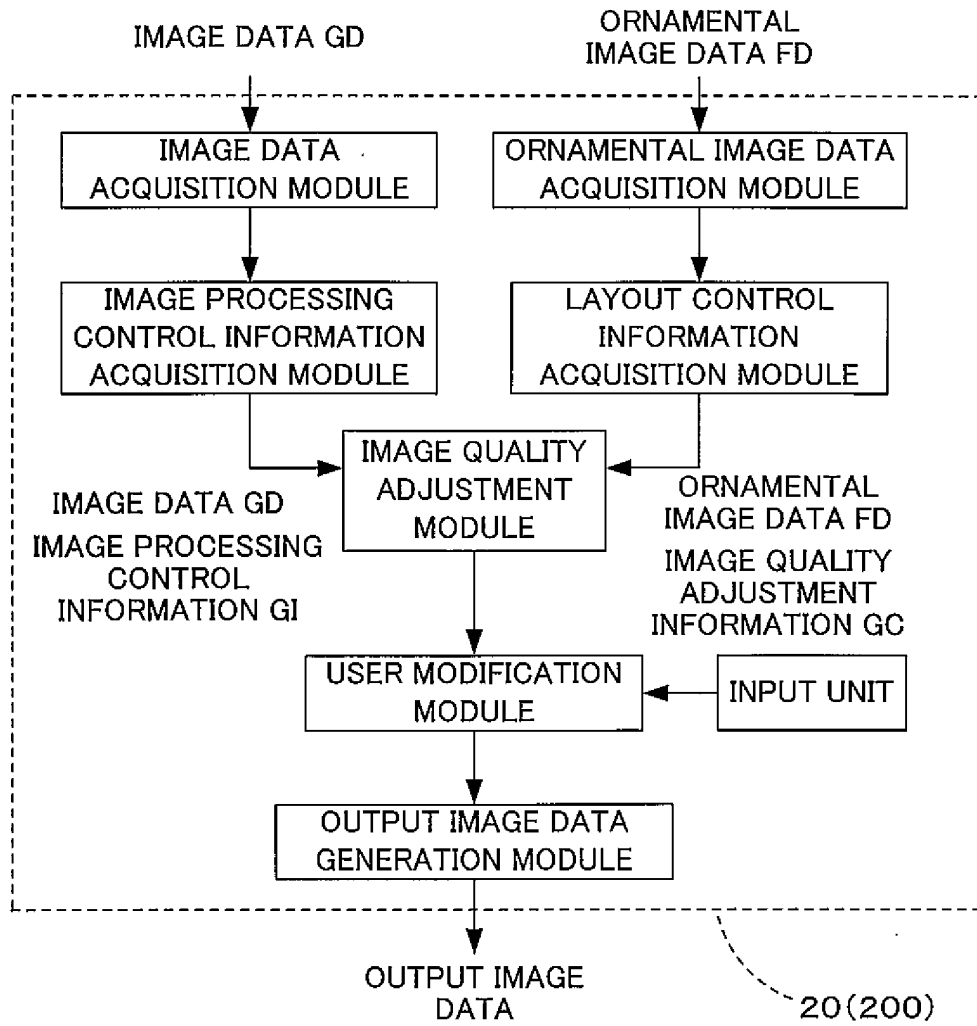 IMAGE DATA GD
ORNAMENTAL
IMAGE DATA FD
IMAGE DATA
ACQUISITION MODULE
ORNAMENTAL IMAGE DATA
ACQUISITION MODULE
IMAGE PROCESSING
CONTROL INFORMATION
ACQUISITION MODULE
LAYOUT CONTROL
INFORMATION
ACQUISITION MODULE
IMAGE QUALITY
ADJUSTMENT
MODULE
IMAGE DATA GD
IMAGE PROCESSING
CONTROL
INFORMATION GI
ORNAMENTAL
IMAGE DATA FD
IMAGE QUALITY
ADJUSTMENT
INFORMATION GC
USER MODIFICATION
MODULE
INPUT UNIT
OUTPUT IMAGE DATA
GENERATION MODULE
OUTPUT IMAGE
DATA
20(200)